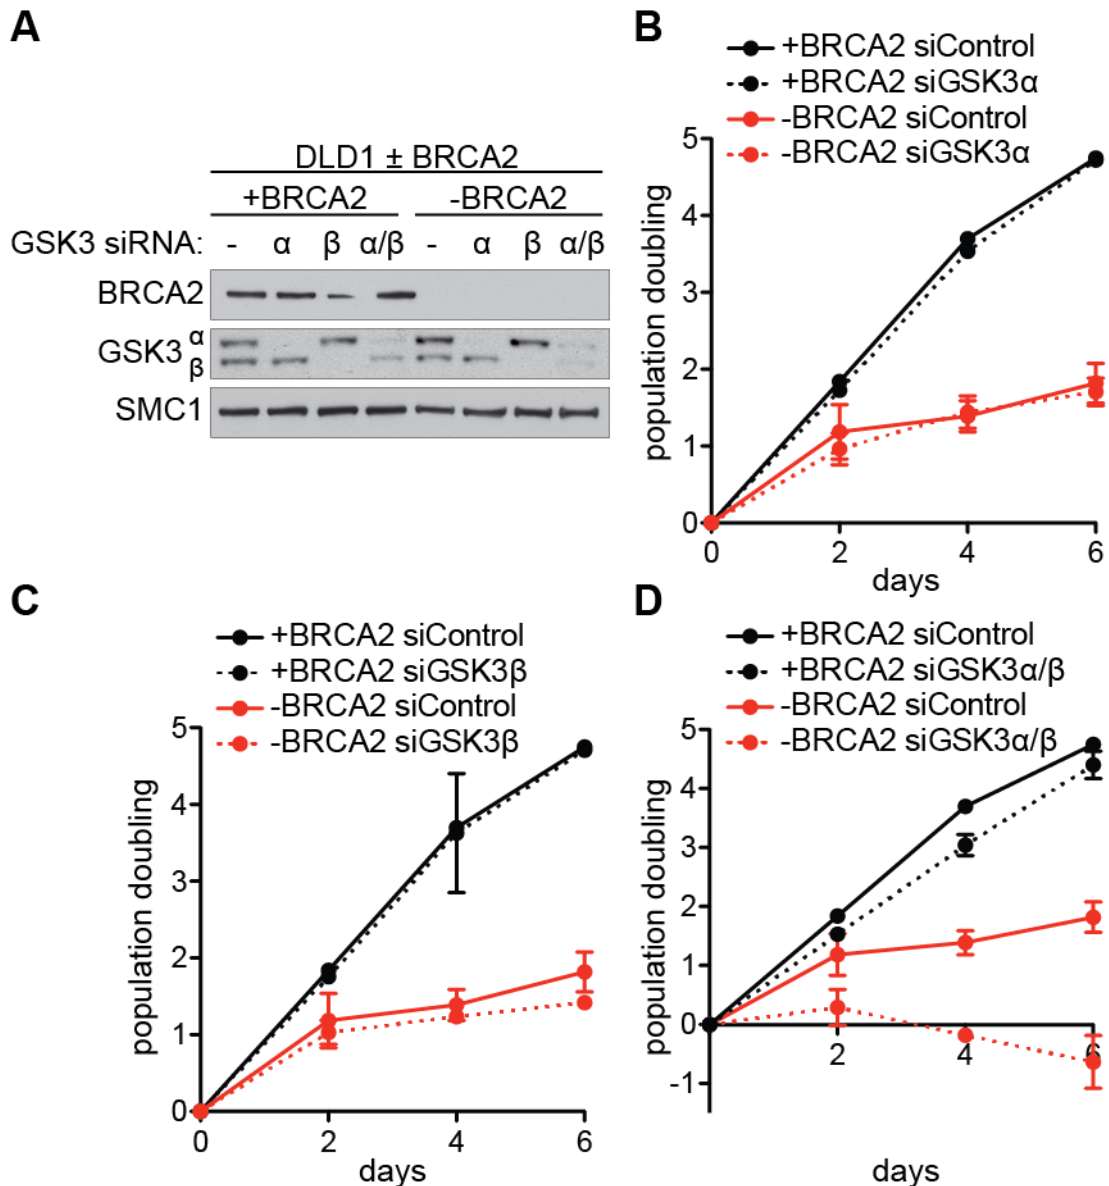 A
DLD1 ± BRCA2
+BRCA2 -BRCA2
GSK3 siRNA: - α β α/β - α β α/β
BRCA2
GSK3 α
β
SMC1
B
+BRCA2 siControl
+BRCA2 siGSK3α
-BRCA2 siControl
-BRCA2 siGSK3α
5
4
3
2
1
0
population doubling
0 2 4 6
days
C
+BRCA2 siControl
+BRCA2 siGSK3β
-BRCA2 siControl
-BRCA2 siGSK3β
5
4
3
2
1
0
population doubling
0 2 4 6
days
D
+BRCA2 siControl
+BRCA2 siGSK3α/β
-BRCA2 siControl
-BRCA2 siGSK3α/β
5
4
3
2
1
0
-1
population doubling
2 4 6
days